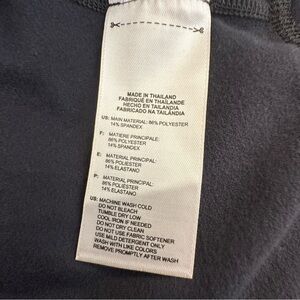 MADE IN THAILAND
FABRIQUÉ EN THAÏLANDE
HECHO EN TAILANDIA
FABRICADO NA TAILÂNDIA
US: MAIN MATERIAL: 86% POLYESTER
14% SPANDEX
F: MATIERE PRINCIPALE:
86% POLYESTER
14% SPANDEX
E: MATERIAL PRINCIPAL:
86% POLIESTER
14% ELASTANO
P: MATERIAL PRINCIPAL:
86% POLIÉSTER
14% ELASTANO
US: MACHINE WASH COLD
DO NOT BLEACH
TUMBLE DRY LOW
COOL IRON IF NEEDED
DO NOT DRY CLEAN
DO NOT USE FABRIC SOFTENER
USE MILD DETERGENT ONLY
WASH WITH LIKE COLORS
REMOVE PROMPTLY AFTER WASH